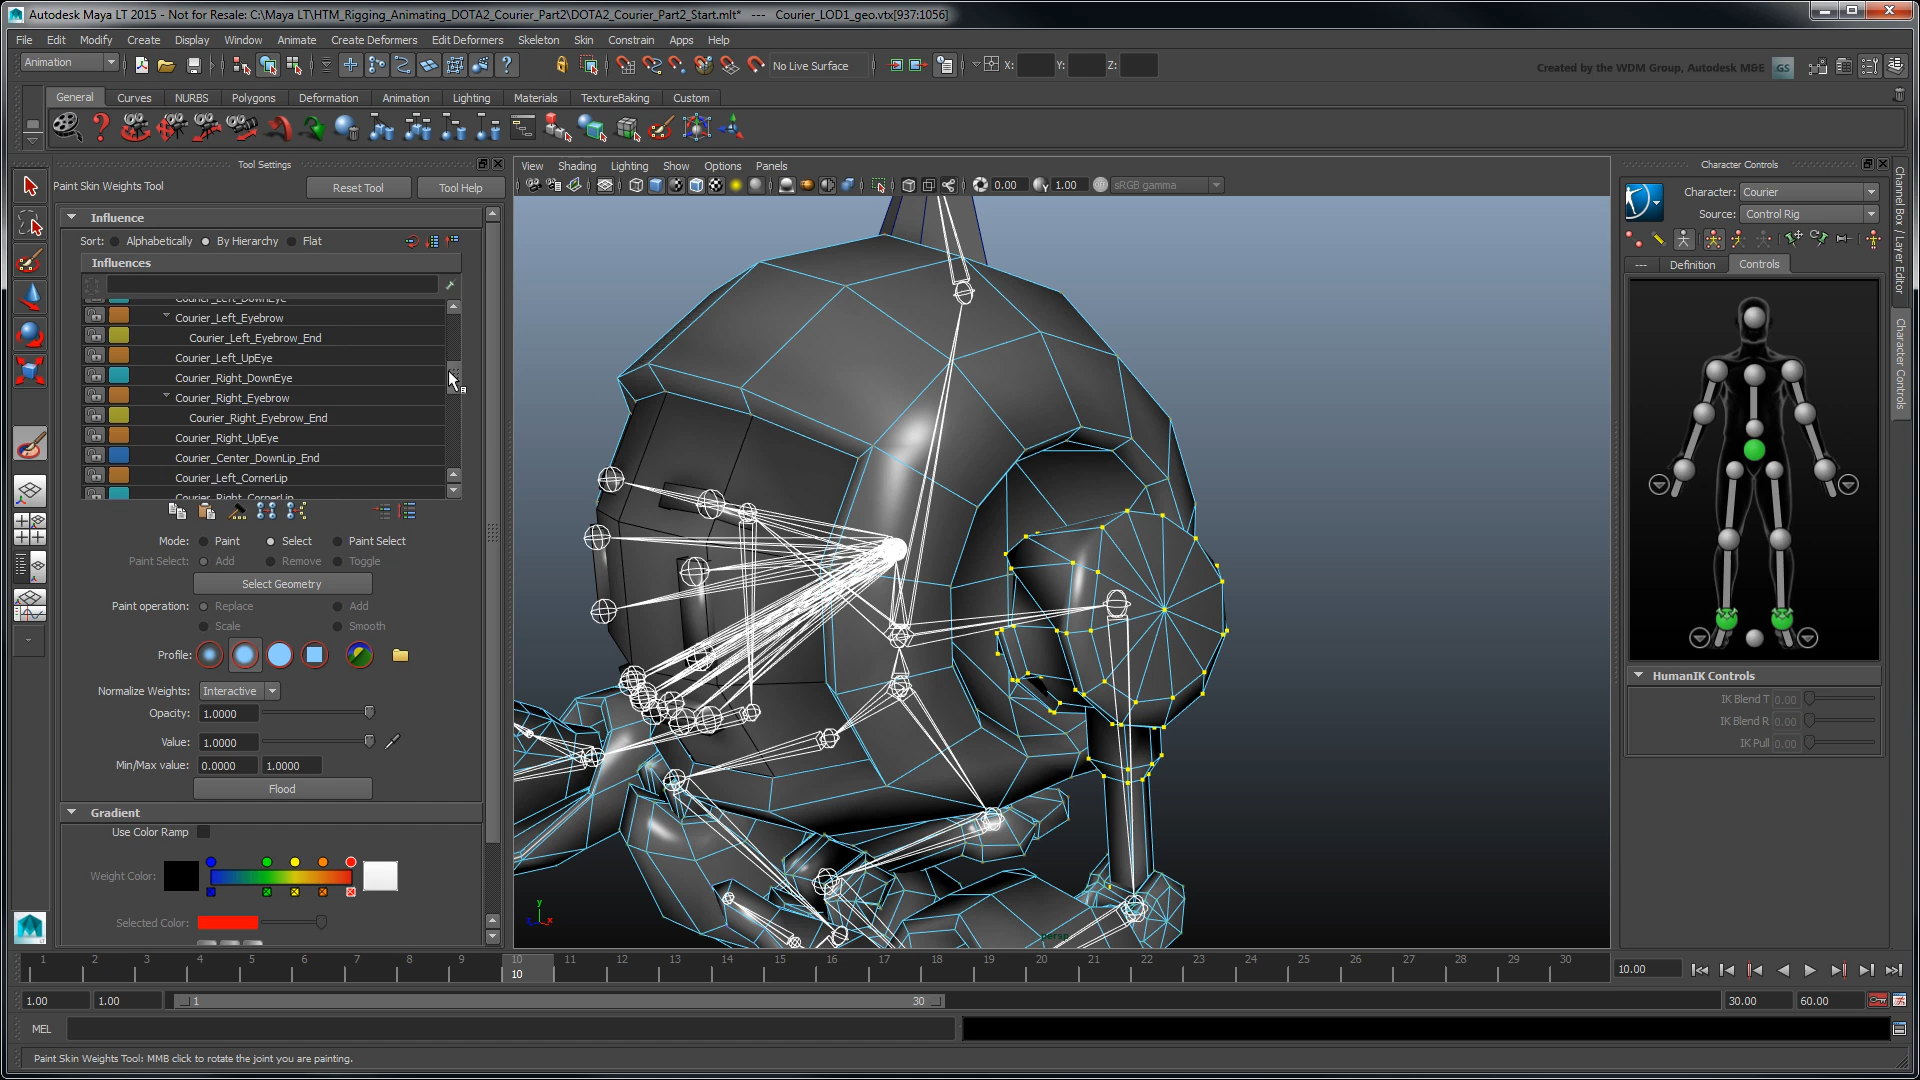 Autodesk Maya LT 2015 - Not for Resale: C:\Maya LT\HTM_Rigging_Animating_DOTA2_Courier_Part2\DOTA2_Courier_Part2_Start.mlt* --- Courier_LOD1_geo.vtx[937:1056]
File Edit Modify Create Display Window Animate Create Deformers Edit Deformers Skeleton Skin Constrain Apps Help
Animation No Live Surface X: Y: Z: Created by the WDM Group, Autodesk M&E GS
General Curves NURBS Polygons Deformation Animation Lighting Materials TextureBaking Custom
Tool Settings
Paint Skin Weights Tool Reset Tool Tool Help
Influence
Sort: Alphabetically By Hierarchy Flat
Influences
Courier_Left_DownEye
Courier_Left_Eyebrow
Courier_Left_Eyebrow_End
Courier_Left_UpEye
Courier_Right_DownEye
Courier_Right_Eyebrow
Courier_Right_Eyebrow_End
Courier_Right_UpEye
Courier_Center_DownLip_End
Courier_Left_CornerLip
Courier_Right_CornerLip
Mode: Paint Select Paint Select
Paint Select: Add Remove Toggle
Select Geometry
Paint operation: Replace Add
Scale Smooth
Profile:
Normalize Weights: Interactive
Opacity: 1.0000
Value: 1.0000
Min/Max value: 0.0000 1.0000
Flood
Gradient
Use Color Ramp
Weight Color:
Selected Color:
View Shading Lighting Show Options Panels
0.00 1.00 sRGB gamma
y
x
persp
Character Controls
Character: Courier
Source: Control Rig
--- Definition Controls
HumanIK Controls
IK Blend T 0.00
IK Blend R 0.00
IK Pull 0.00
Channel Box / Layer Editor
Character Controls
1 2 3 4 5 6 7 8 9 10 11 12 13 14 15 16 17 18 19 20 21 22 23 24 25 26 27 28 29 30
10
10.00
1.00 1.00 1 30 30.00 60.00
MEL
Paint Skin Weights Tool: MMB click to rotate the joint you are painting.